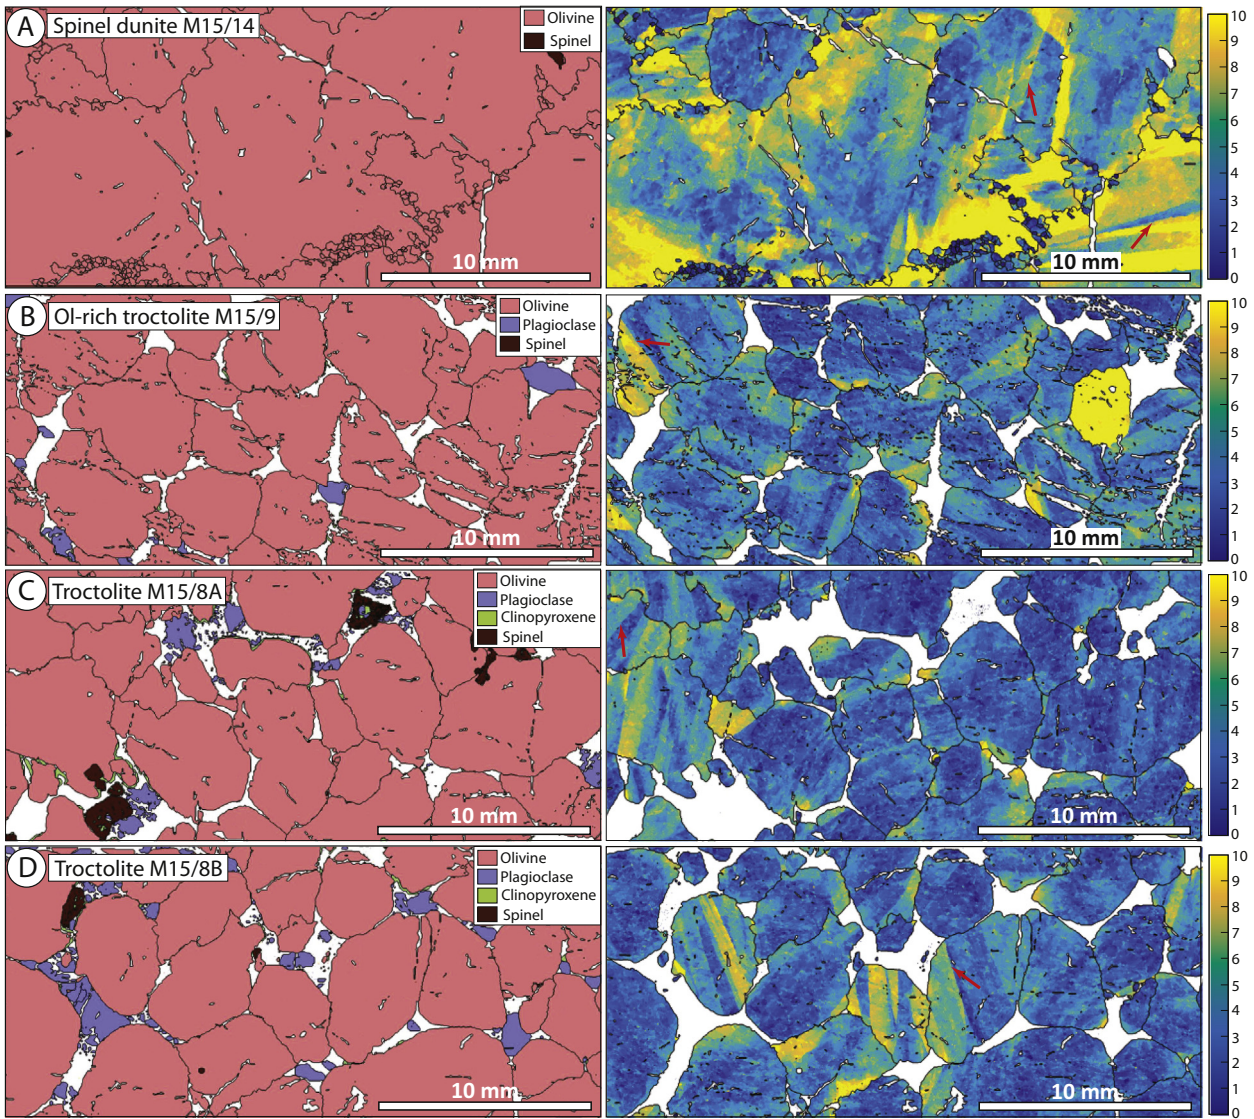 A Spinel dunite M15/14
Olivine
Spinel
10 mm
10 mm
10
9
8
7
6
5
4
3
2
1
0
B Ol-rich troctolite M15/9
Olivine
Plagioclase
Spinel
10 mm
10 mm
10
9
8
7
6
5
4
3
2
1
0
C Troctolite M15/8A
Olivine
Plagioclase
Clinopyroxene
Spinel
10 mm
10 mm
10
9
8
7
6
5
4
3
2
1
0
D Troctolite M15/8B
Olivine
Plagioclase
Clinopyroxene
Spinel
10 mm
10 mm
10
9
8
7
6
5
4
3
2
1
0